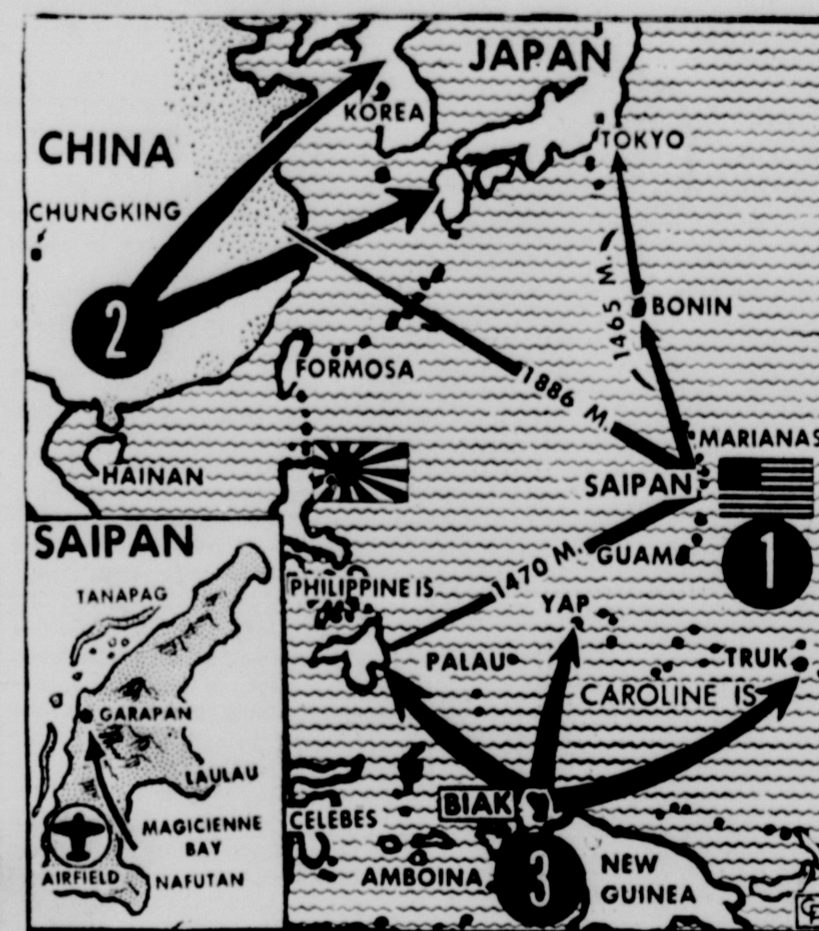 JAPAN
KOREA
TOKYO
CHINA
CHUNGKING
2
1465 M.
BONIN
FORMOSA
1886 M.
MARIANAS
HAINAN
SAIPAN
1
GUAM
1470 M.
PHILIPPINE IS
YAP
PALAU
TRUK
CAROLINE IS
BIAK
CELEBES
AMBOINA
3
NEW
GUINEA
SAIPAN
TANAPAG
GARAPAN
LAULAU
MAGICIENNE
BAY
AIRFIELD
NAFUTAN